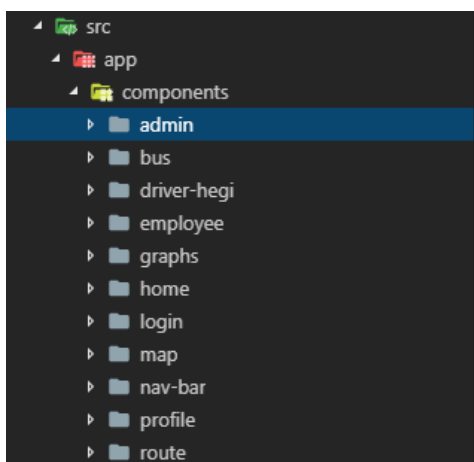 src
app
components
admin
bus
driver-hegi
employee
graphs
home
login
map
nav-bar
profile
route